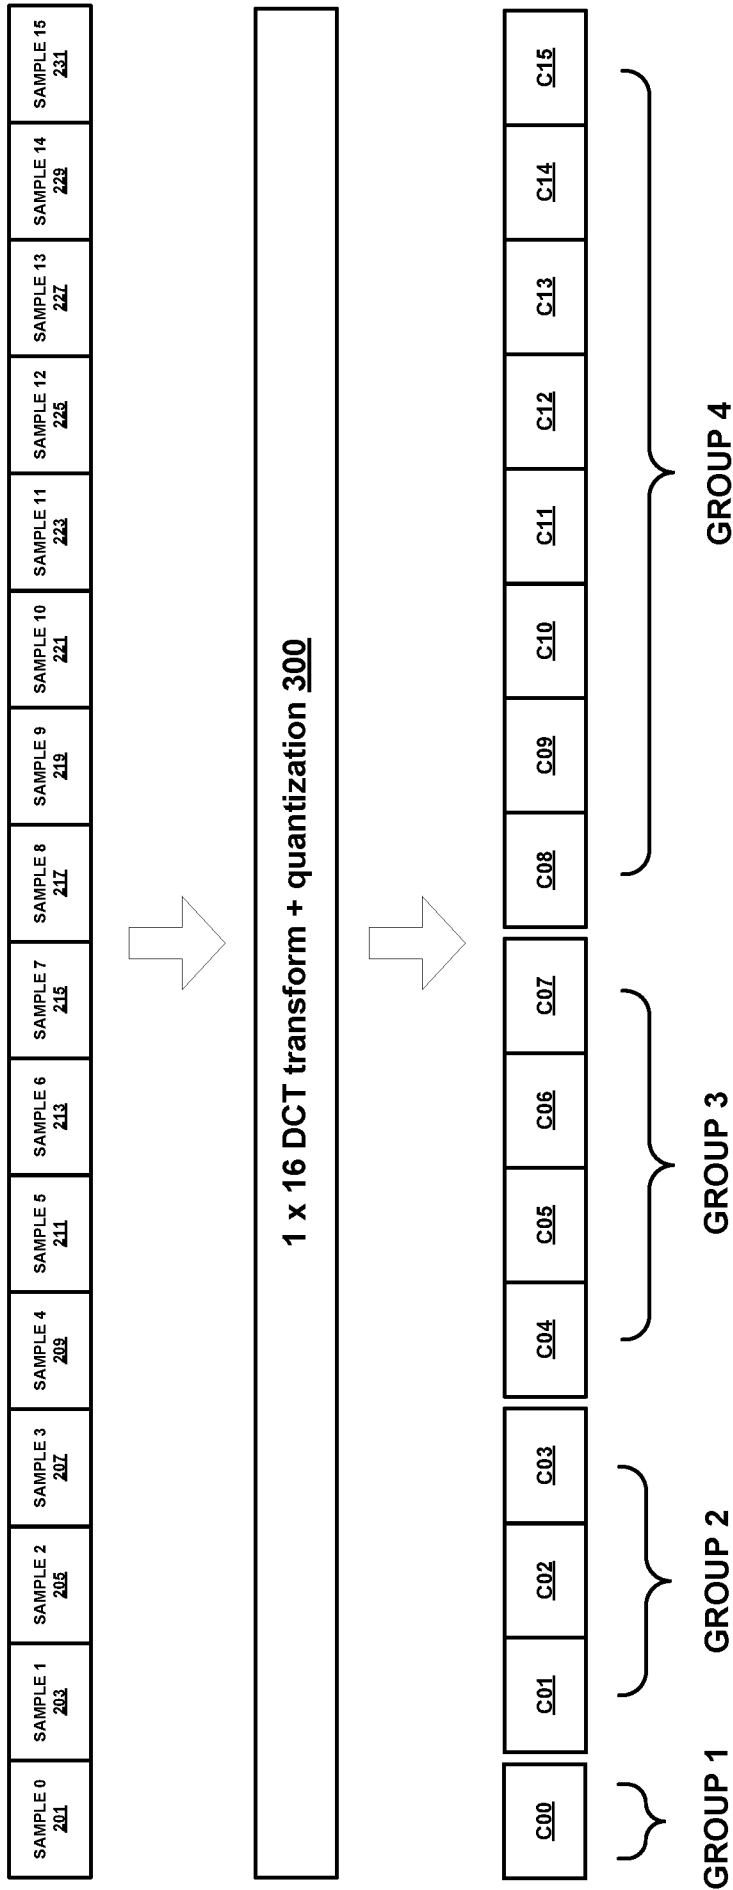 SAMPLE 0
201
SAMPLE 1
203
SAMPLE 2
205
SAMPLE 3
207
SAMPLE 4
209
SAMPLE 5
211
SAMPLE 6
213
SAMPLE 7
215
SAMPLE 8
217
SAMPLE 9
219
SAMPLE 10
221
SAMPLE 11
223
SAMPLE 12
225
SAMPLE 13
227
SAMPLE 14
229
SAMPLE 15
231
1 x 16 DCT transform + quantization 300
C00
C01
C02
C03
C04
C05
C06
C07
C08
C09
C10
C11
C12
C13
C14
C15
GROUP 1
GROUP 2
GROUP 3
GROUP 4